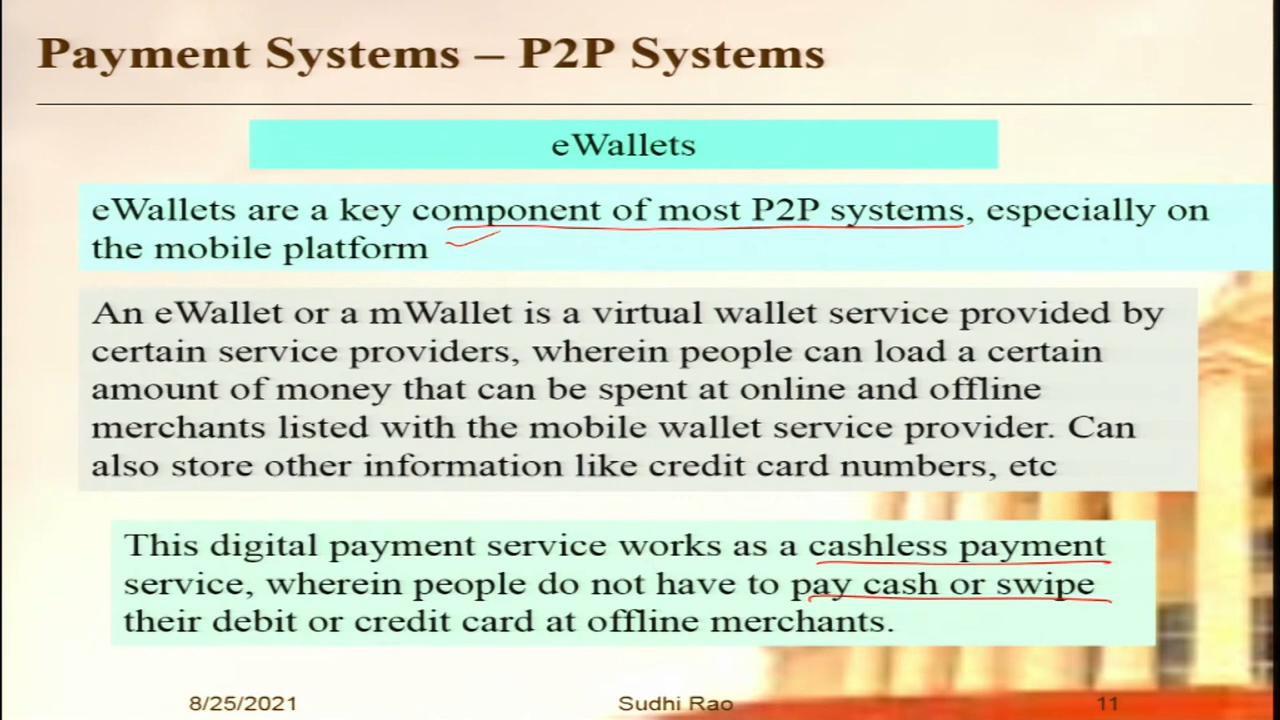 Payment Systems – P2P Systems
eWallets
eWallets are a key component of most P2P systems, especially on
the mobile platform
An eWallet or a mWallet is a virtual wallet service provided by
certain service providers, wherein people can load a certain
amount of money that can be spent at online and offline
merchants listed with the mobile wallet service provider. Can
also store other information like credit card numbers, etc
This digital payment service works as a cashless payment
service, wherein people do not have to pay cash or swipe
their debit or credit card at offline merchants.
8/25/2021 Sudhi Rao 11